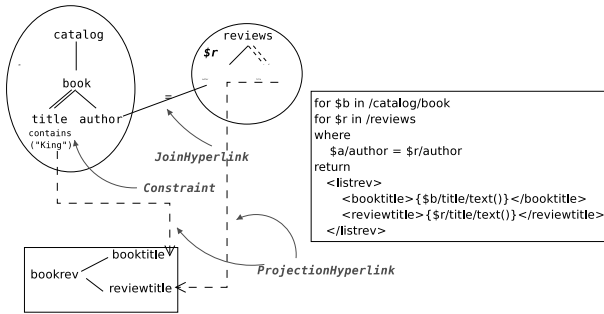 catalog
book
title author
contains
("King")
$r
reviews
...
...
=
JoinHyperlink
Constraint
ProjectionHyperlink
booktitle
bookrev
reviewtitle
for $b in /catalog/book
for $r in /reviews
where
$a/author = $r/author
return
<listrev>
<booktitle>{$b/title/text()}</booktitle>
<reviewtitle>{$r/title/text()}</reviewtitle>
</listrev>